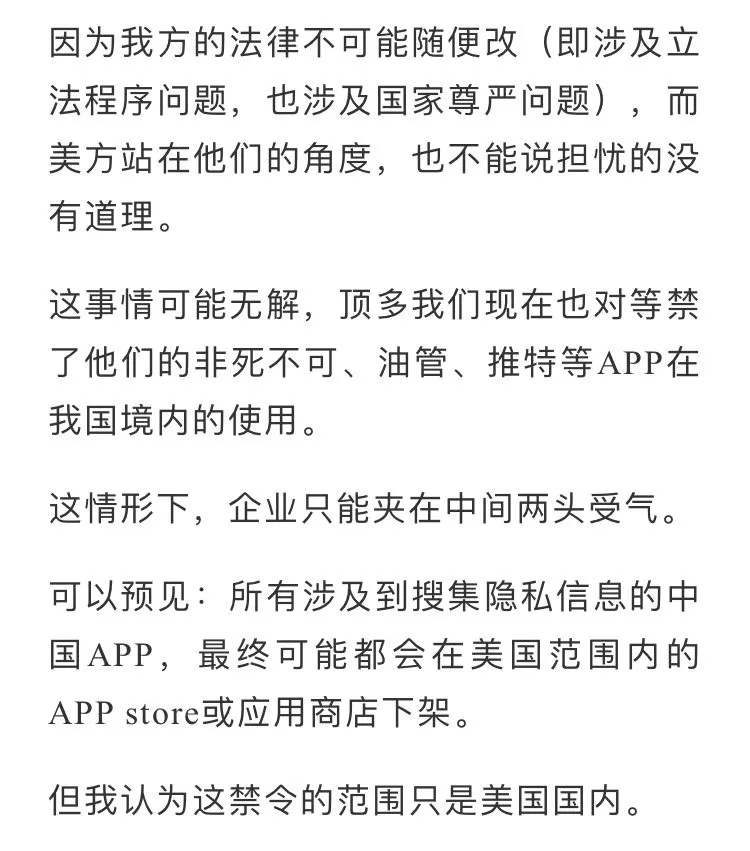 因为我方的法律不可能随便改（即涉及立
法程序问题，也涉及国家尊严问题），而
美方站在他们的角度，也不能说担忧的没
有道理。
这事情可能无解，顶多我们现在也对等禁
了他们的非死不可、油管、推特等APP在
我国境内的使用。
这情形下，企业只能夹在中间两头受气。
可以预见：所有涉及到搜集隐私信息的中
国APP，最终可能都会在美国范围内的
APP store或应用商店下架。
但我认为这禁令的范围只是美国国内。